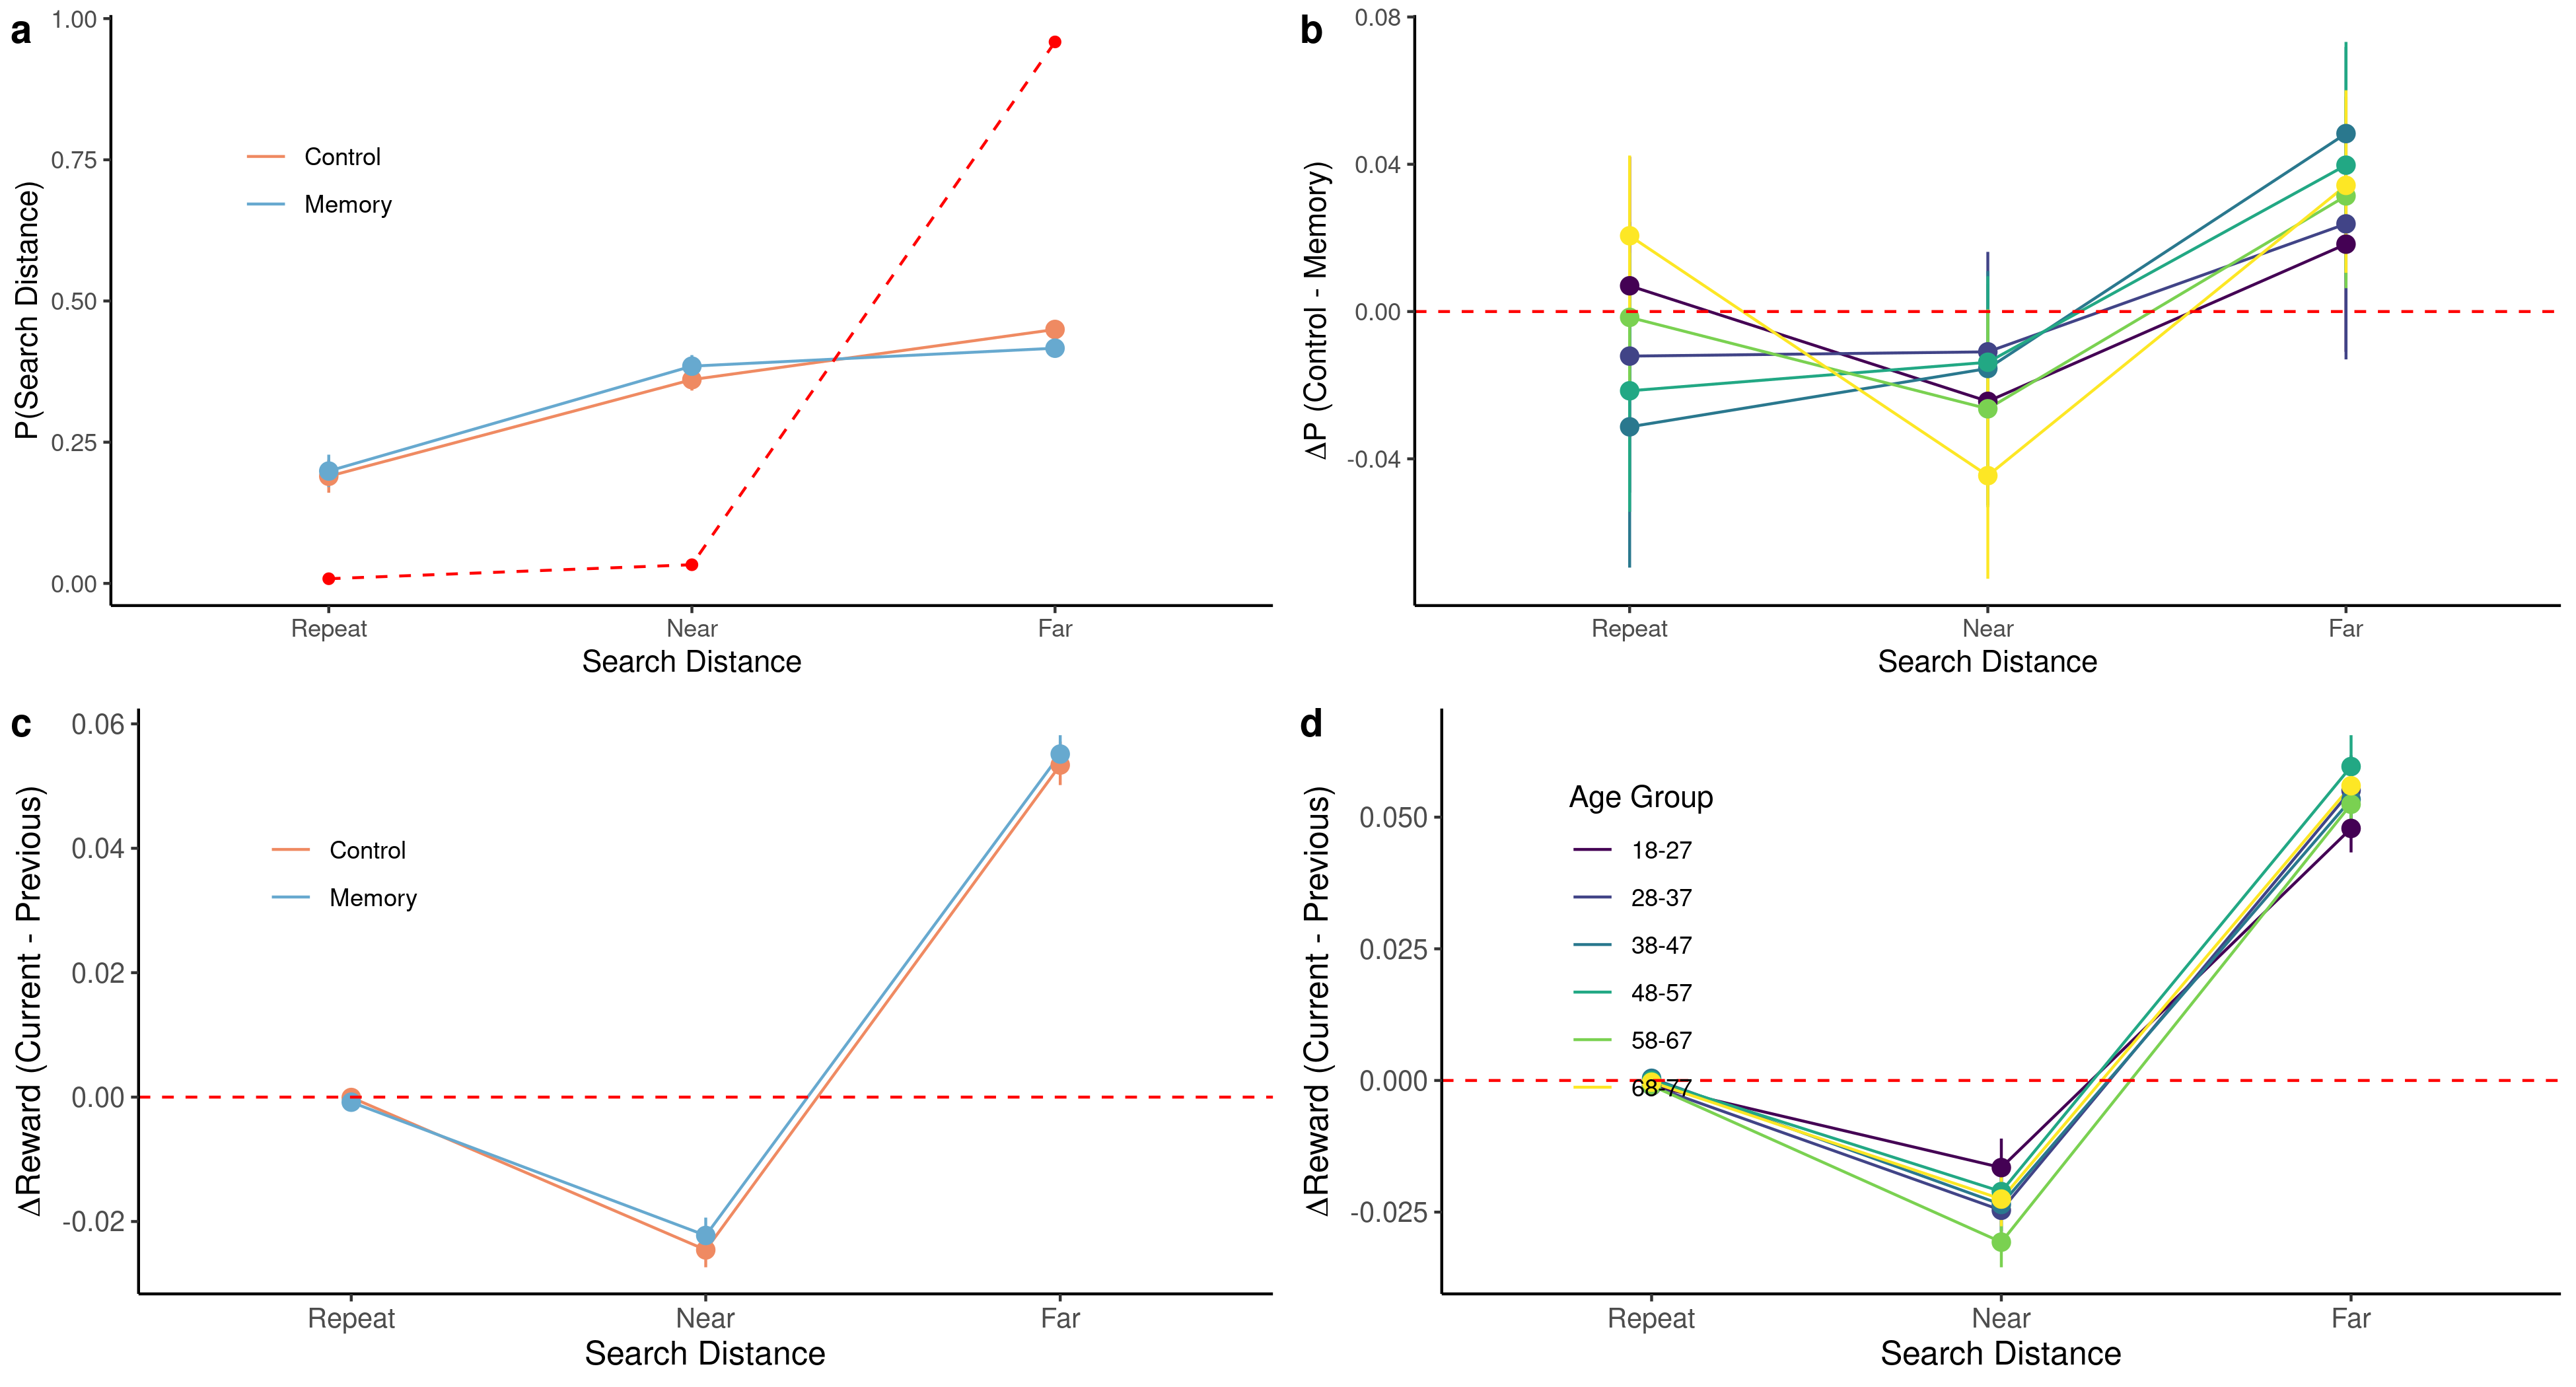 a
1.00
0.75
0.50
0.25
0.00
P(Search Distance)
Control
Memory
Repeat Near Far
Search Distance
b
0.08
0.04
0.00
-0.04
ΔP (Control - Memory)
Repeat Near Far
Search Distance
c
0.06
0.04
0.02
0.00
-0.02
ΔReward (Current - Previous)
Control
Memory
Repeat Near Far
Search Distance
d
0.050
0.025
0.000
-0.025
ΔReward (Current - Previous)
Age Group
18-27
28-37
38-47
48-57
58-67
68-77
Repeat Near Far
Search Distance